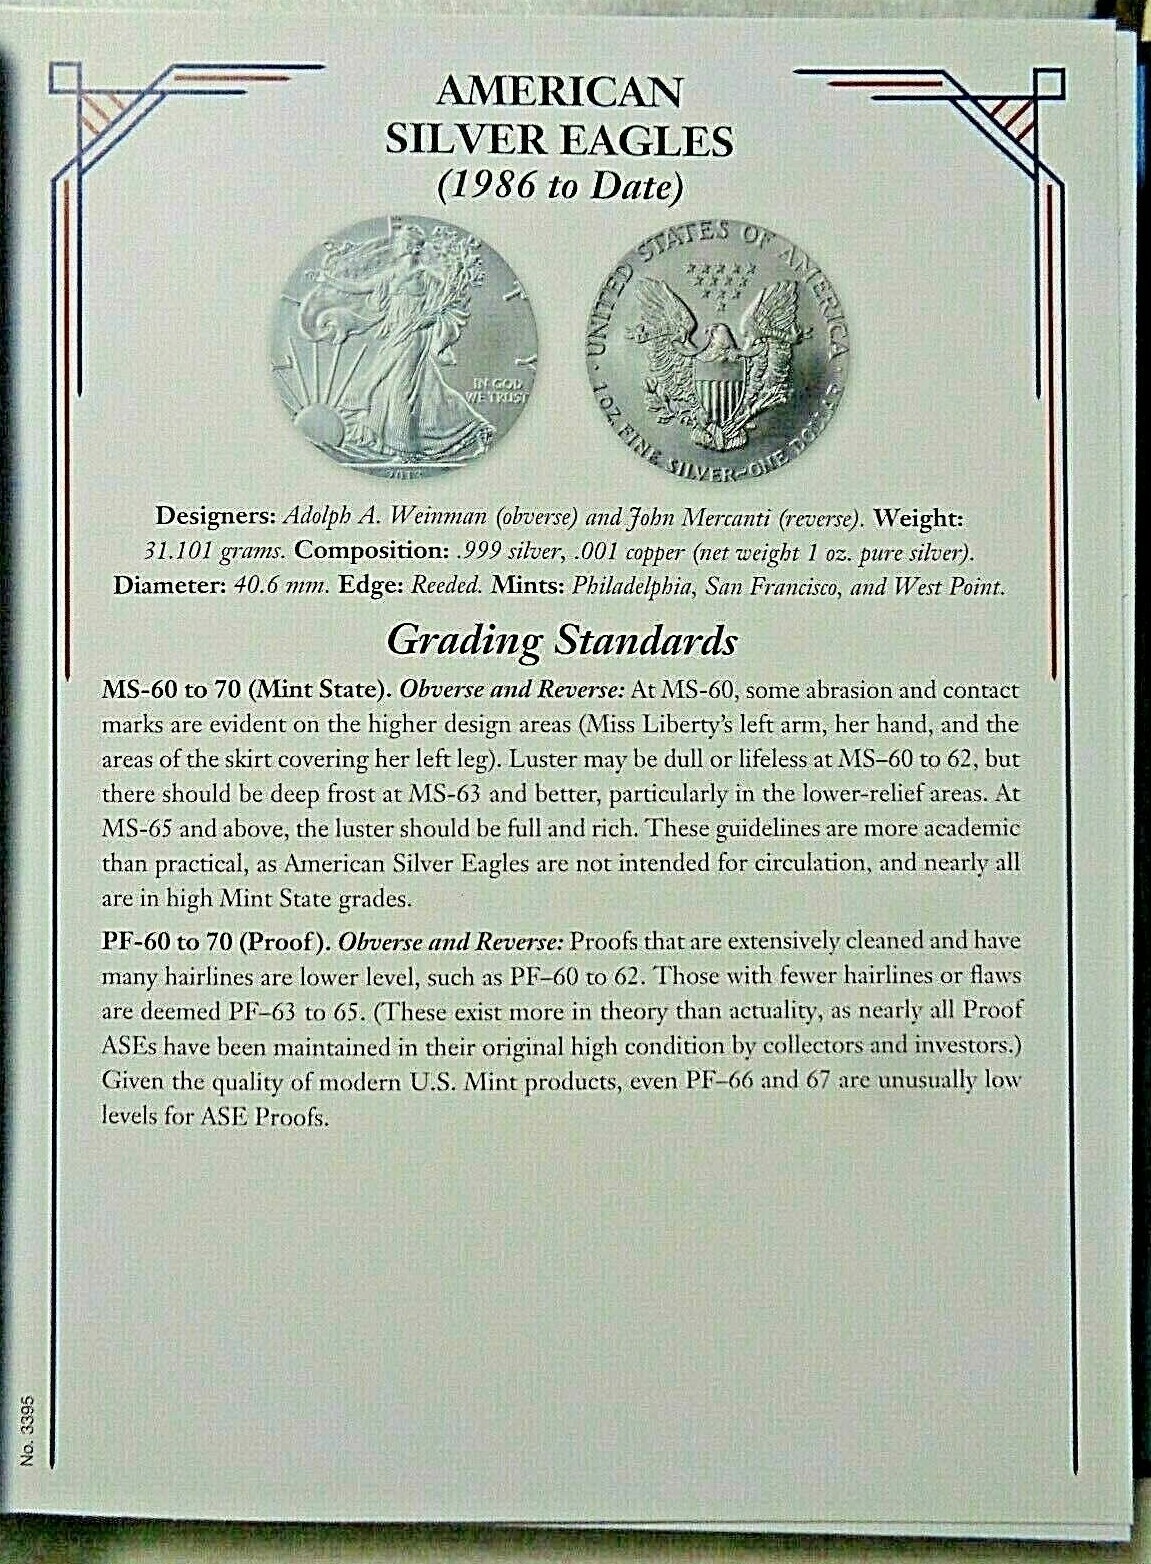 AMERICAN
SILVER EAGLES
(1986 to Date)
UNITED STATES OF AMERICA
L I T Y
IN GOD
WE TRUST
1 OZ. FINE SILVER~ONE DOLLAR
Designers: Adolph A. Weinman (obverse) and John Mercanti (reverse). Weight:
31.101 grams. Composition: .999 silver, .001 copper (net weight 1 oz. pure silver).
Diameter: 40.6 mm. Edge: Reeded. Mints: Philadelphia, San Francisco, and West Point.
Grading Standards
MS-60 to 70 (Mint State). Obverse and Reverse: At MS-60, some abrasion and contact
marks are evident on the higher design areas (Miss Liberty's left arm, her hand, and the
areas of the skirt covering her left leg). Luster may be dull or lifeless at MS–60 to 62, but
there should be deep frost at MS-63 and better, particularly in the lower-relief areas. At
MS-65 and above, the luster should be full and rich. These guidelines are more academic
than practical, as American Silver Eagles are not intended for circulation, and nearly all
are in high Mint State grades.
PF-60 to 70 (Proof). Obverse and Reverse: Proofs that are extensively cleaned and have
many hairlines are lower level, such as PF–60 to 62. Those with fewer hairlines or flaws
are deemed PF–63 to 65. (These exist more in theory than actuality, as nearly all Proof
ASEs have been maintained in their original high condition by collectors and investors.)
Given the quality of modern U.S. Mint products, even PF–66 and 67 are unusually low
levels for ASE Proofs.
No. 3395